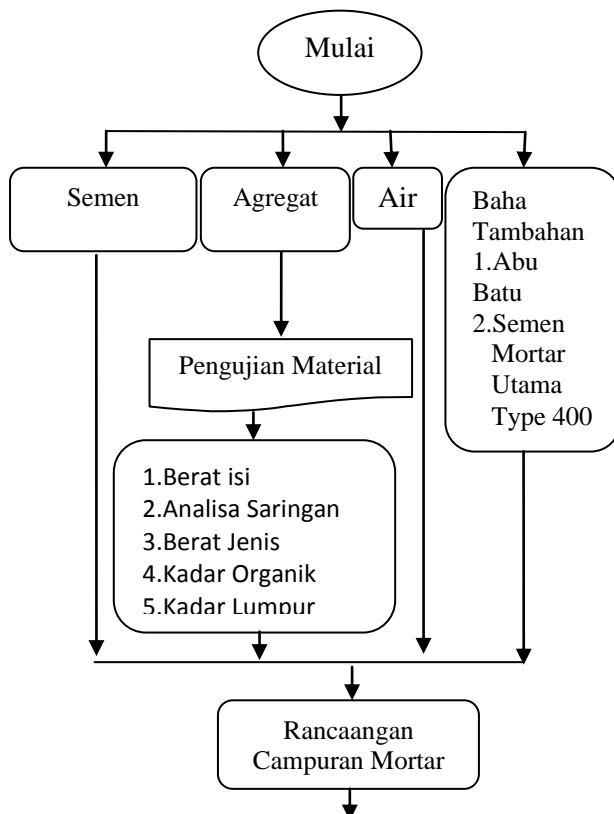 Mulai
Semen
Agregat
Air
Baha
Tambahan
1.Abu
Batu
2.Semen
Mortar
Utama
Type 400
Pengujian Material
1.Berat isi
2.Analisa Saringan
3.Berat Jenis
4.Kadar Organik
5.Kadar Lumpur
Rancaangan
Campuran Mortar